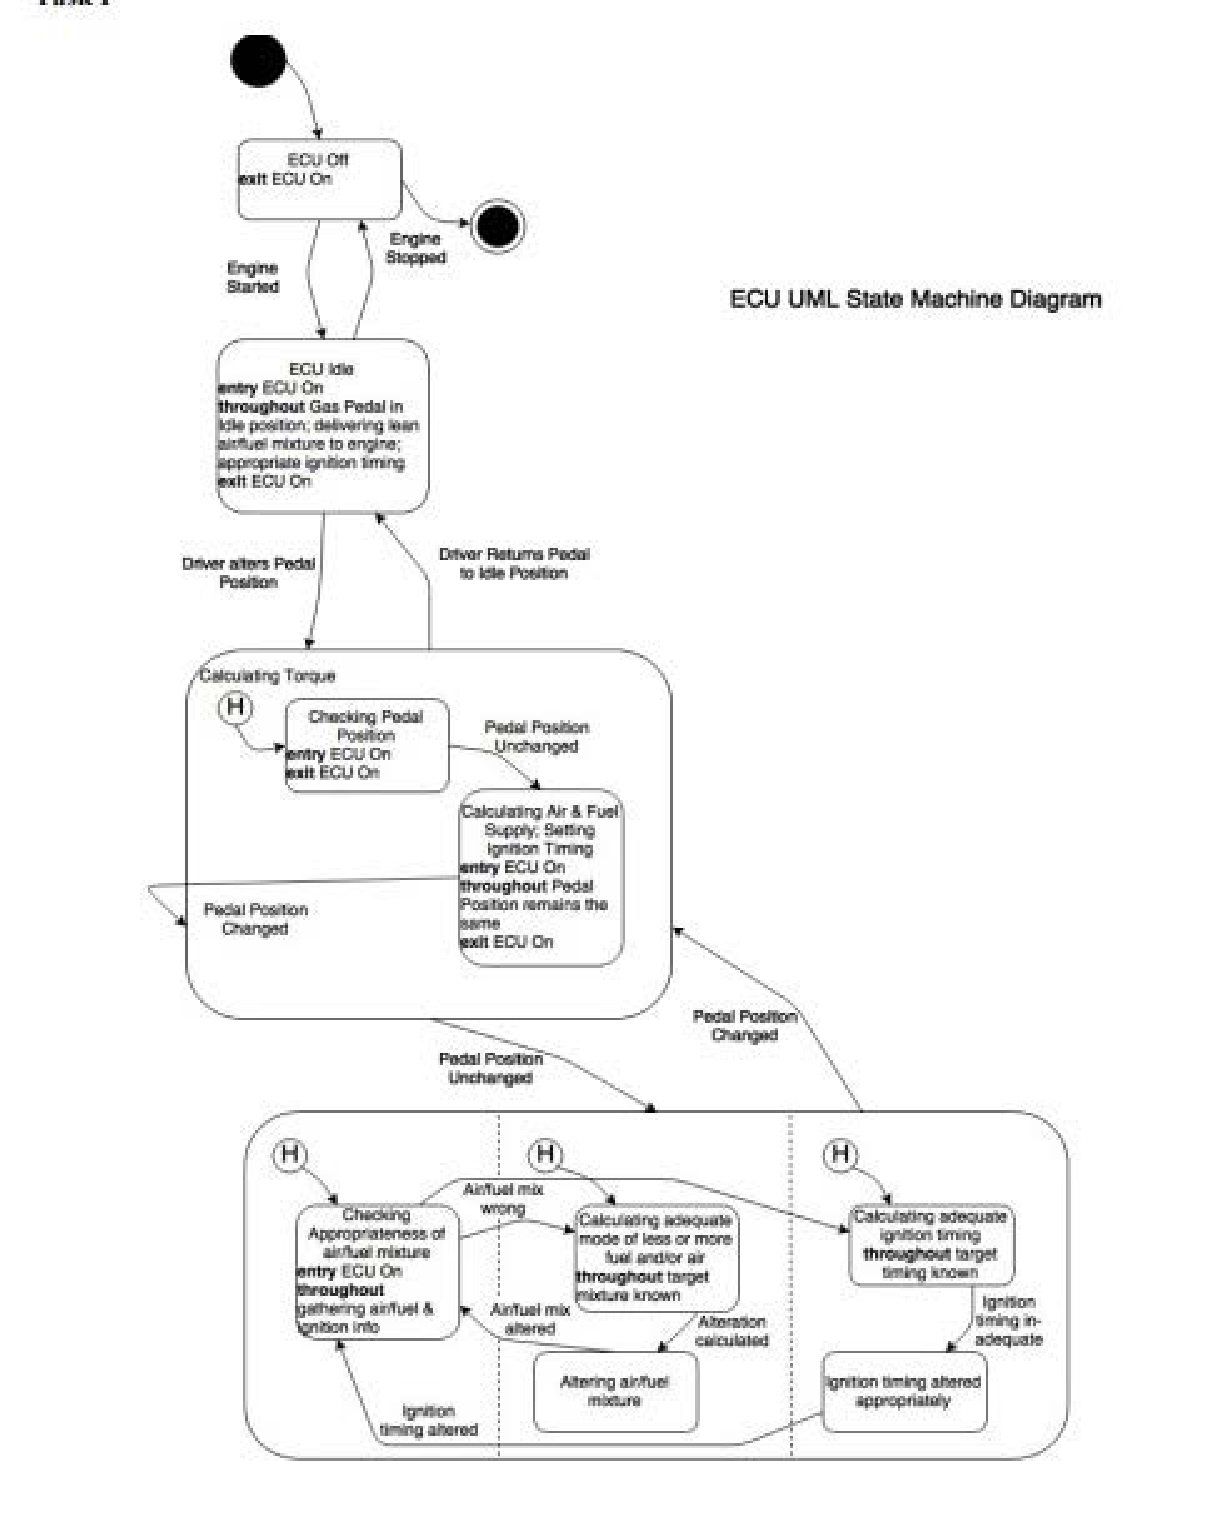 ECU Off
exit ECU On
Engine
Stopped
Engine
Started
ECU UML State Machine Diagram
ECU Idle
entry ECU On
throughout Gas Pedal in
Idle position; delivering lean
air/fuel mixture to engine;
appropriate ignition timing
exit ECU On
Driver alters Pedal
Position
Driver Returns Pedal
to Idle Position
Calculating Torque
H
Checking Pedal
Position
entry ECU On
exit ECU On
Pedal Position
Unchanged
Calculating Air & Fuel
Supply; Setting
Ignition Timing
entry ECU On
throughout Pedal
Position remains the
same
exit ECU On
Pedal Position
Changed
Pedal Position
Changed
Pedal Position
Unchanged
H
H
H
Air/fuel mix
wrong
Checking
Appropriateness of
air/fuel mixture
entry ECU On
throughout
gathering air/fuel &
ignition info
Calculating adequate
mode of less or more
fuel and/or air
throughout target
mixture known
Calculating adequate
ignition timing
throughout target
timing known
Air/fuel mix
altered
Alteration
calculated
Ignition
timing in-
adequate
Altering air/fuel
mixture
Ignition timing altered
appropriately
Ignition
timing altered